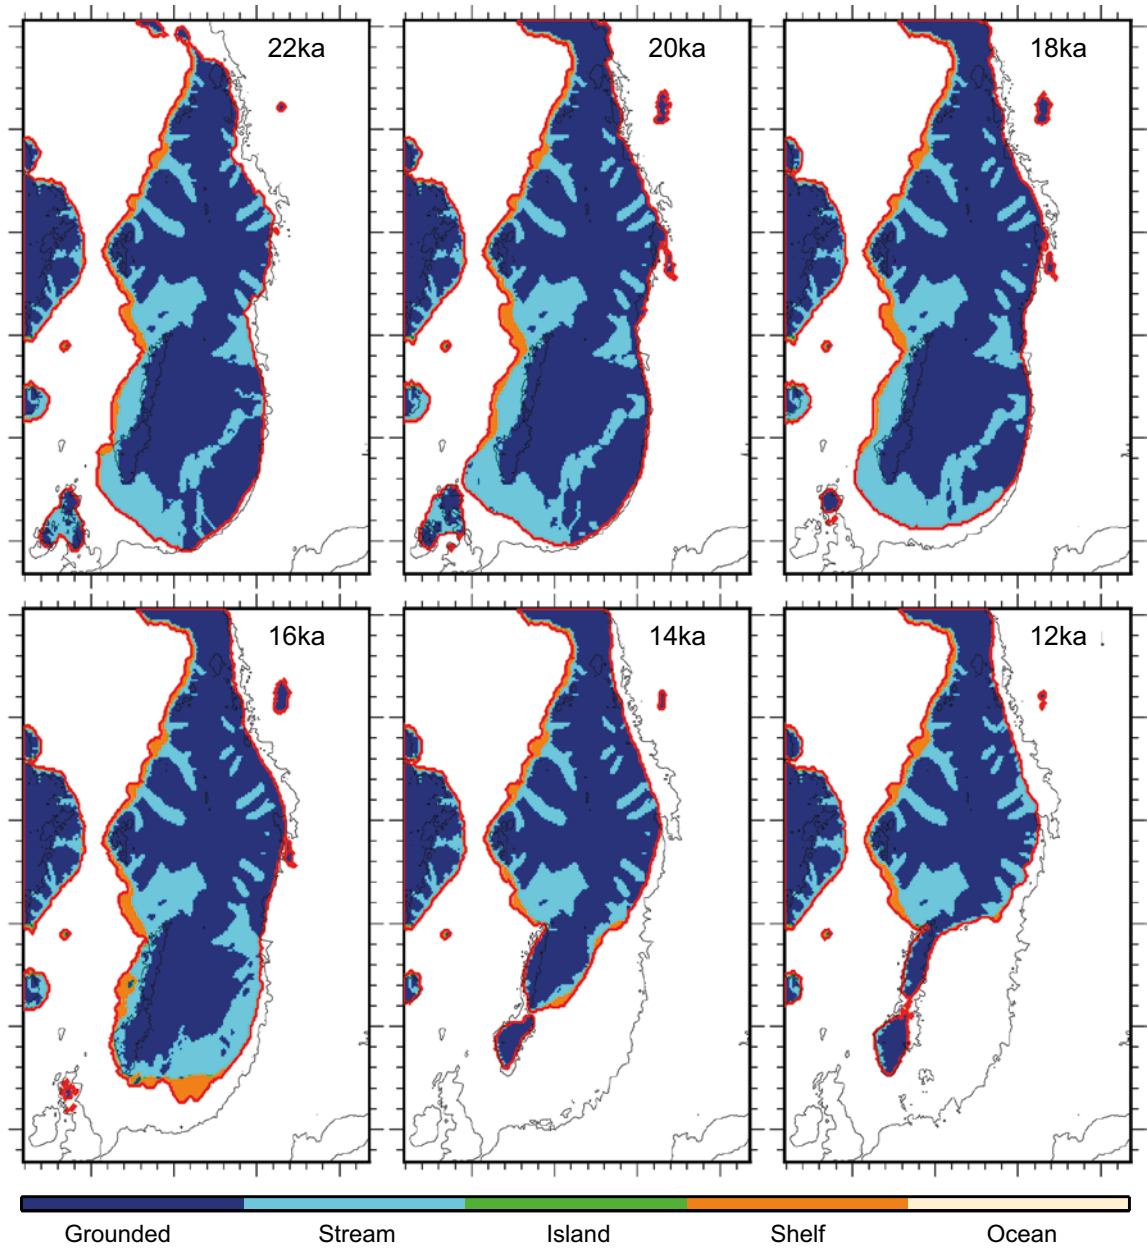 22ka
20ka
18ka
16ka
14ka
12ka
Grounded Stream Island Shelf Ocean